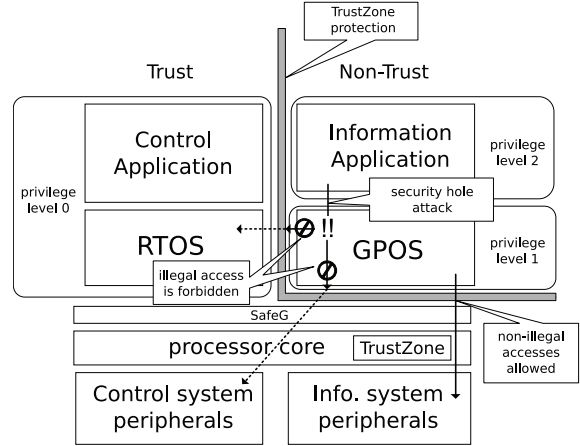 TrustZone
protection
Trust
Non-Trust
Control
Application
Information
Application
privilege
level 2
privilege
level 0
security hole
attack
RTOS
!!
GPOS
privilege
level 1
illegal access
is forbidden
SafeG
non-illegal
accesses
allowed
processor core
TrustZone
Control system
peripherals
Info. system
peripherals